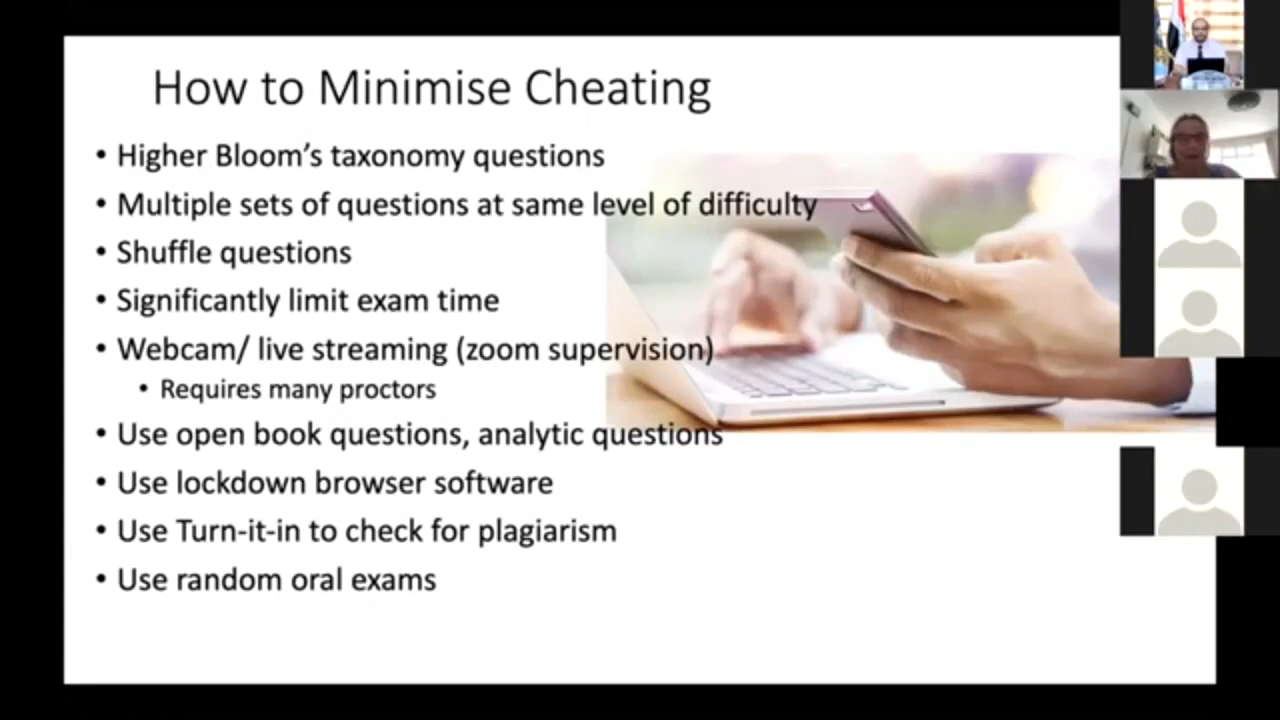 How to Minimise Cheating
• Higher Bloom's taxonomy questions
• Multiple sets of questions at same level of difficulty
• Shuffle questions
• Significantly limit exam time
• Webcam/ live streaming (zoom supervision)
• Requires many proctors
• Use open book questions, analytic questions
• Use lockdown browser software
• Use Turn-it-in to check for plagiarism
• Use random oral exams